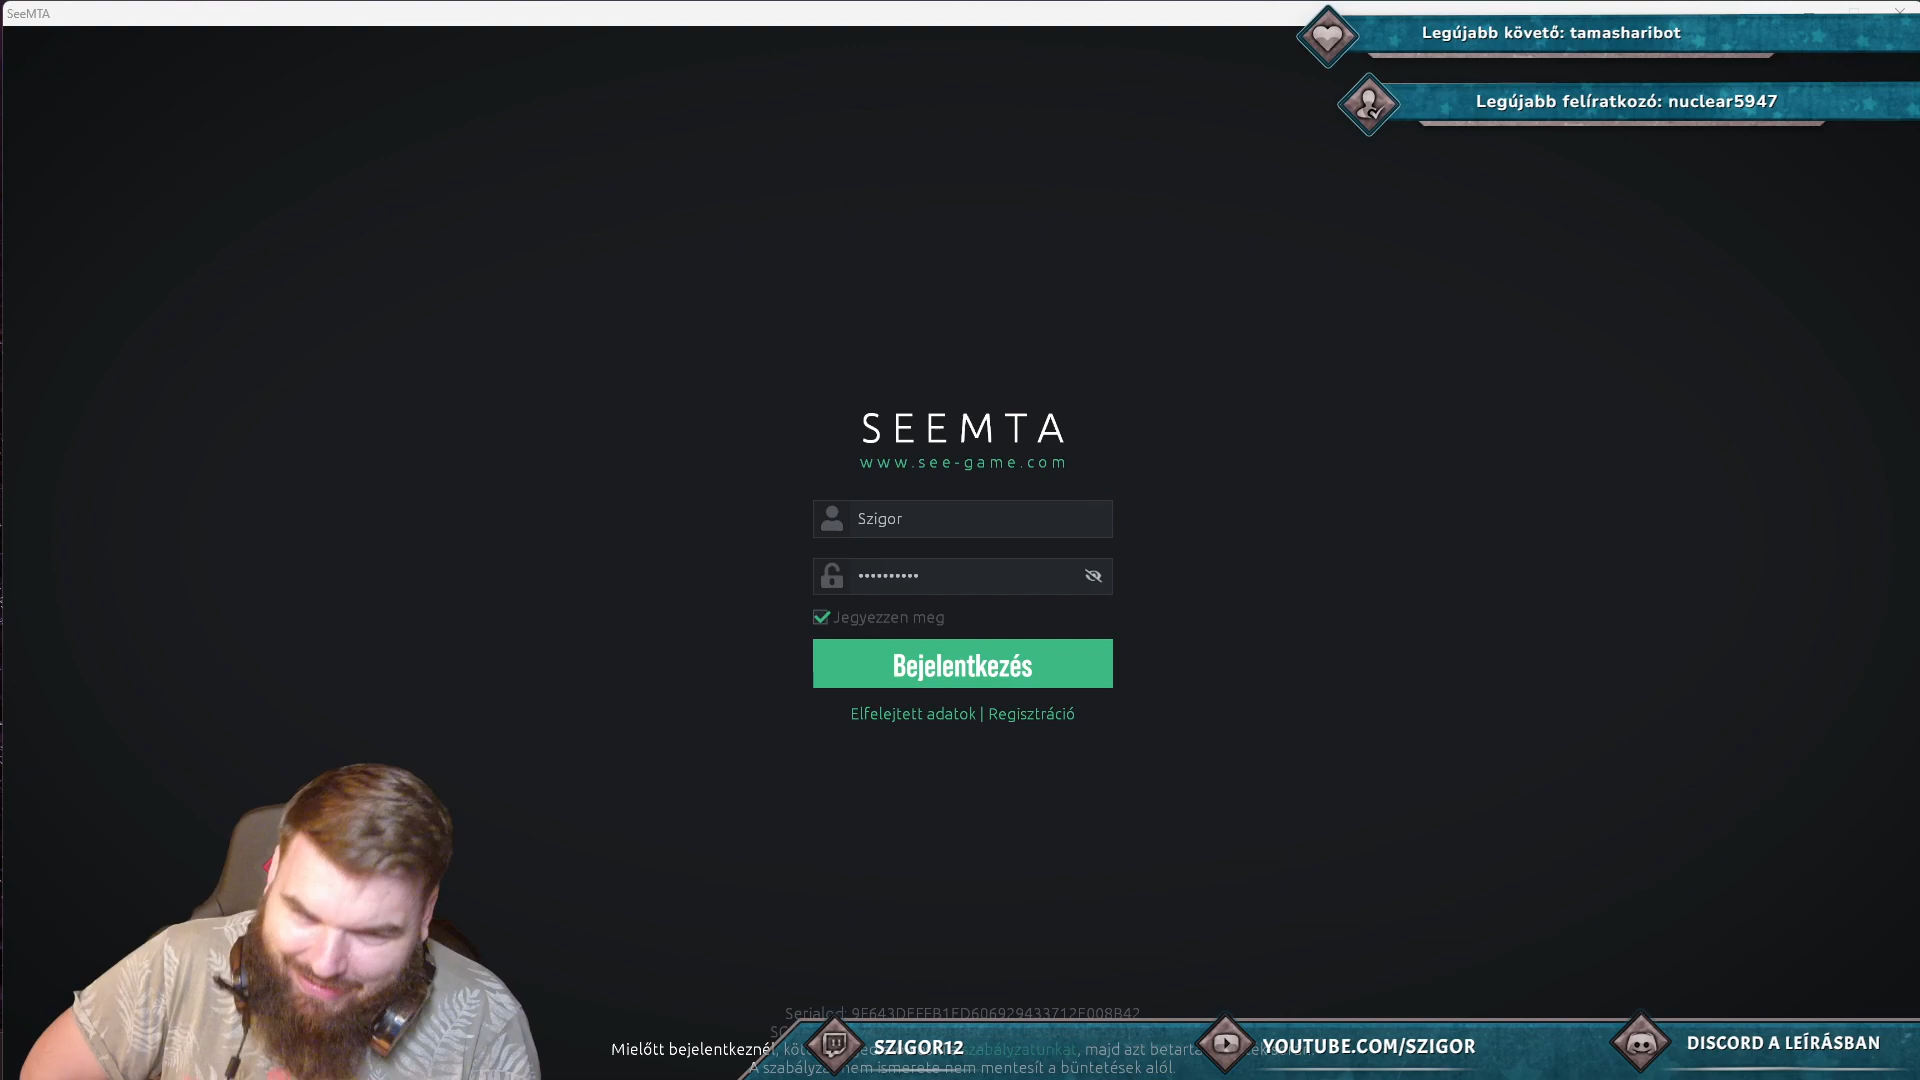 SeeMTA
Legújabb követő: tamasharibot
Legújabb felíratkozó: nuclear5947
SEEMTA
www.see-game.com
Szigor
••••••••••
Jegyezzen meg
Bejelentkezés
Elfelejtett adatok | Regisztráció
Mielőtt bejelentkeznél, szabályzatunkat, majd azt
A nem ismerete nem mentesít a büntetések alól.
SZIGOR12
YOUTUBE.COM/SZIGOR
DISCORD A LEÍRÁSBAN